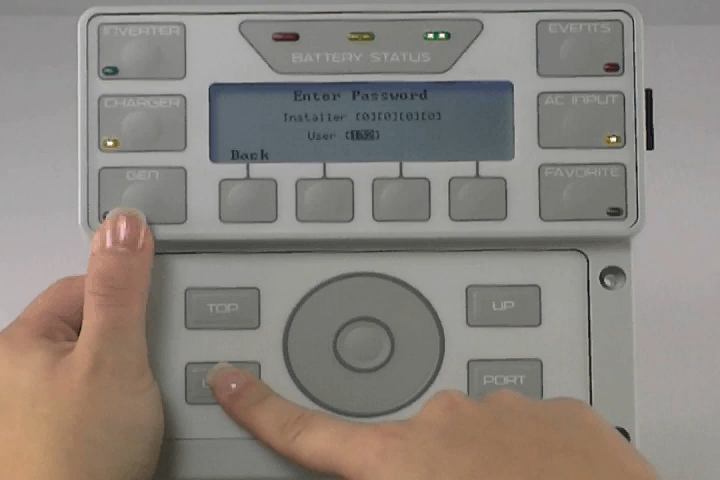 INVERTER
BATTERY STATUS
EVENTS
CHARGER
AC INPUT
GEN
FAVORITE
Enter Password
Installer [0][0][0][0]
Back
TOP
UP
PORT